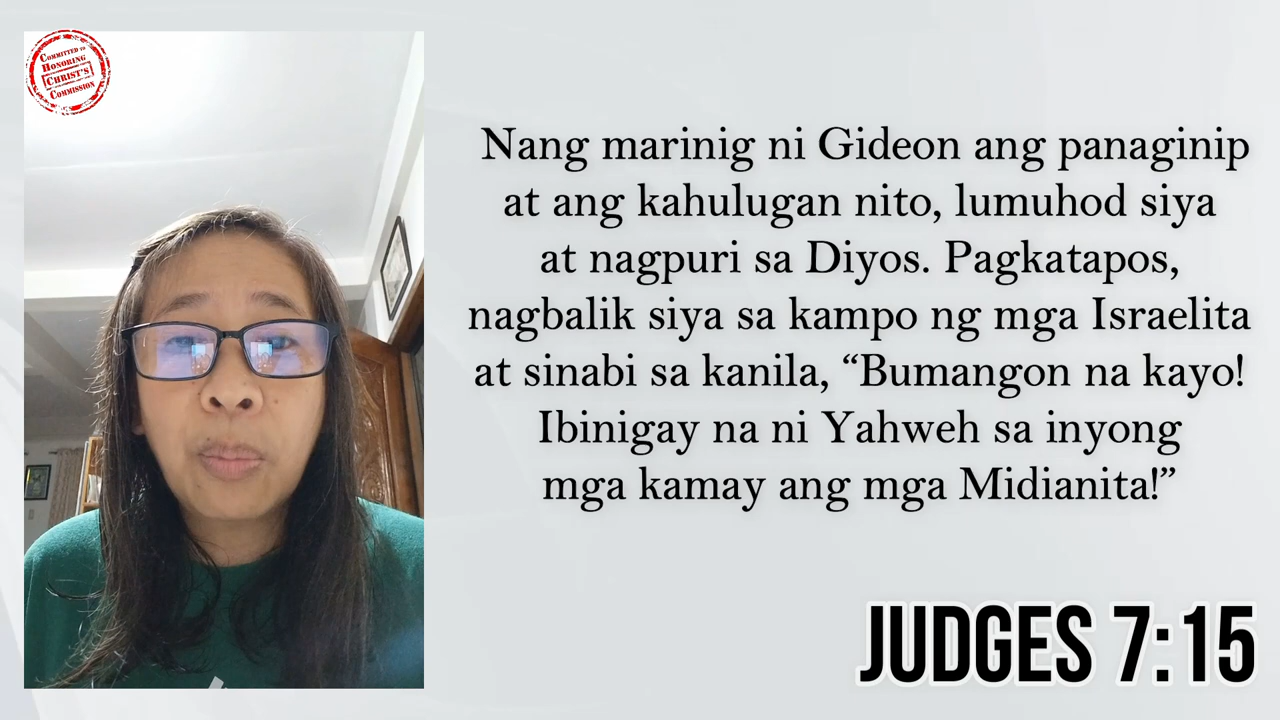 COMMITTED TO
HONORING
CHRIST'S
COMMISSION
Nang marinig ni Gideon ang panaginip
at ang kahulugan nito, lumuhod siya
at nagpuri sa Diyos. Pagkatapos,
nagbalik siya sa kampo ng mga Israelita
at sinabi sa kanila, “Bumangon na kayo!
Ibinigay na ni Yahweh sa inyong
mga kamay ang mga Midianita!”
JUDGES 7:15